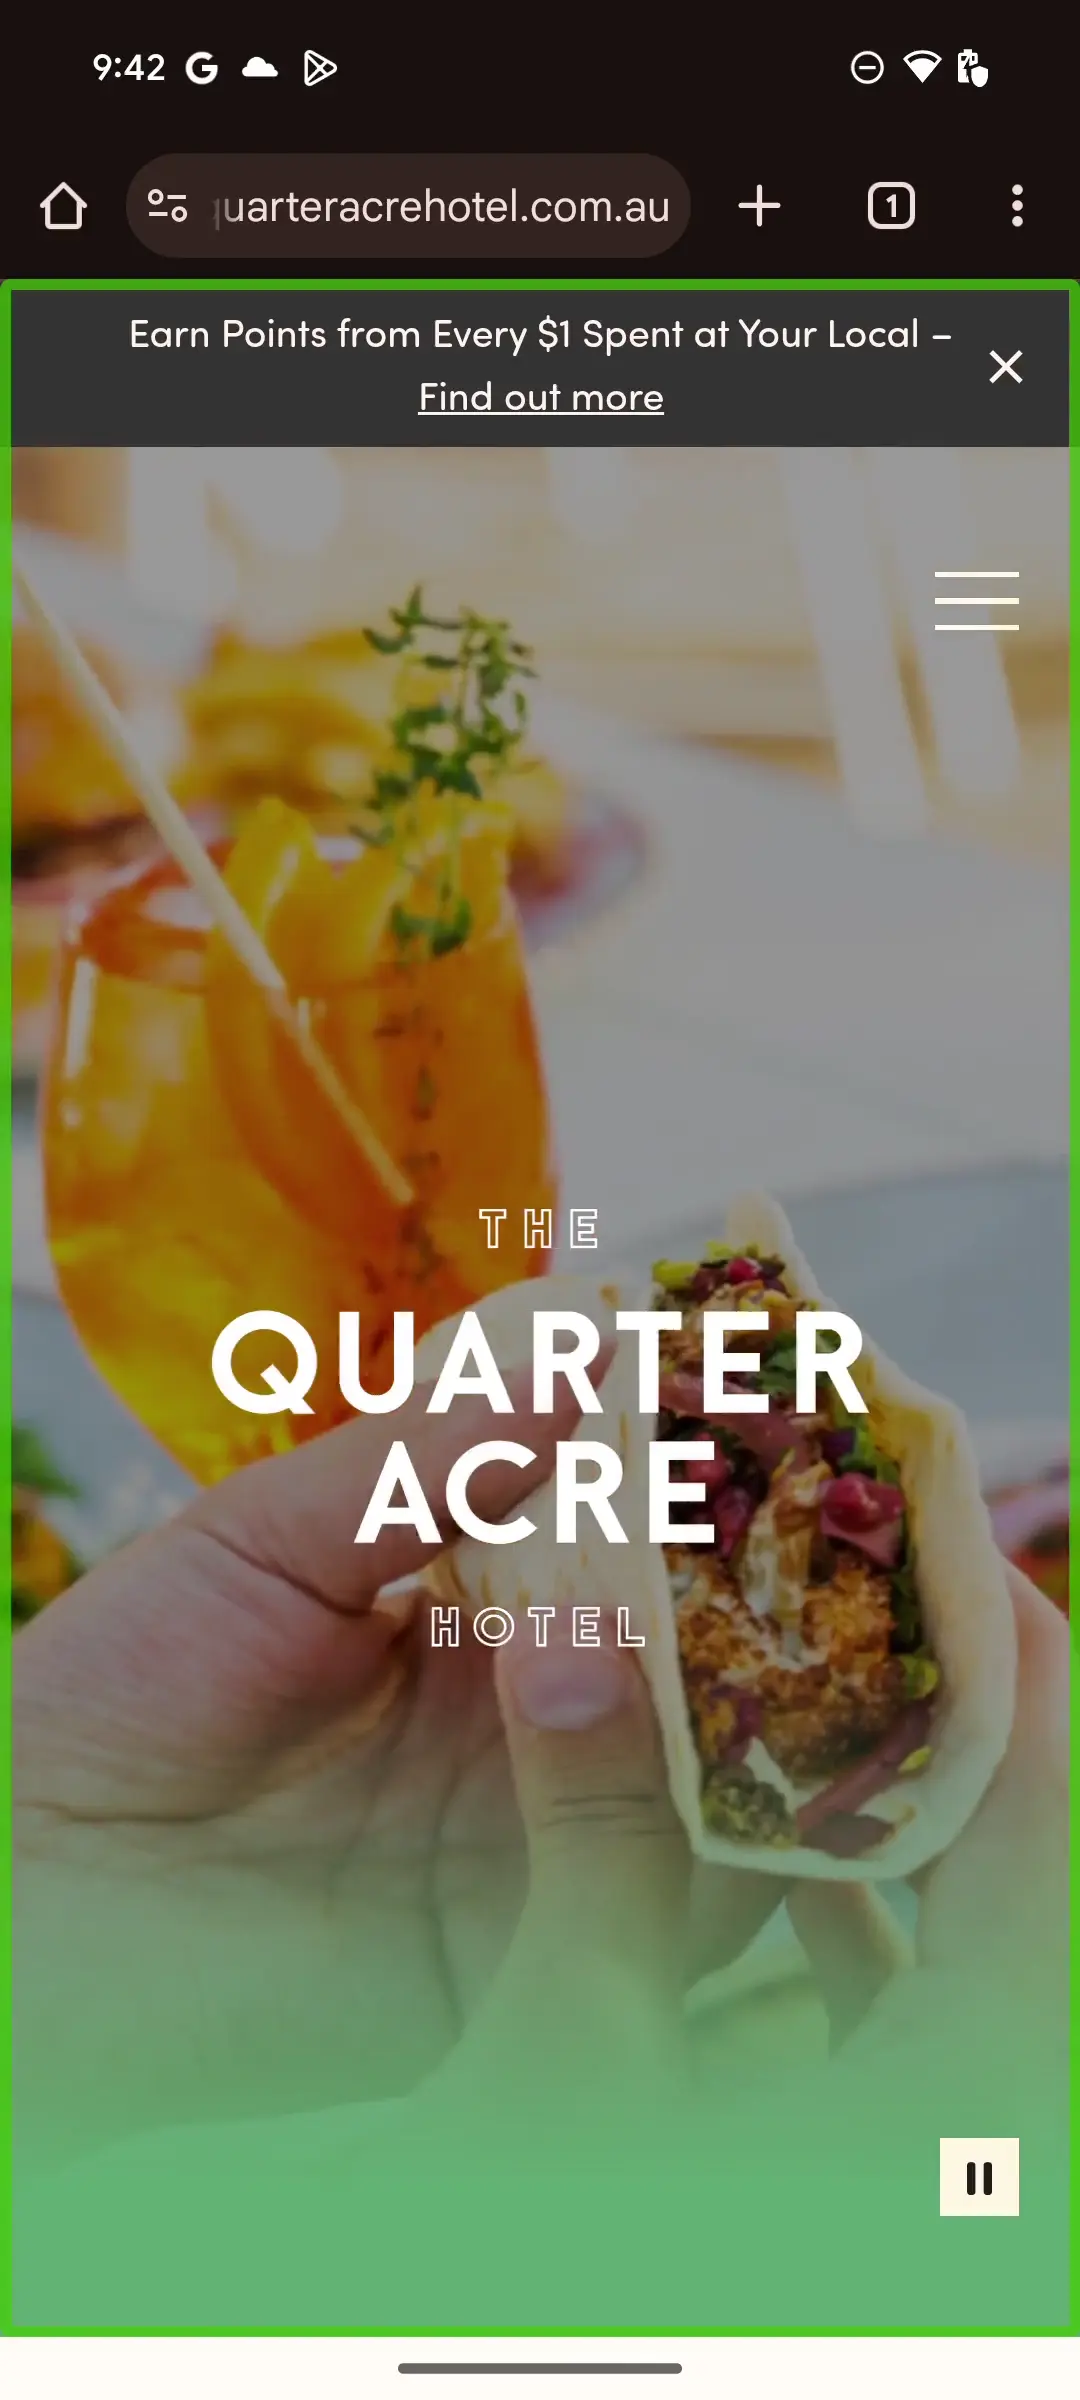 9:42
uarteracrehotel.com.au
1
Earn Points from Every $1 Spent at Your Local –
Find out more
THE
QUARTER
ACRE
HOTEL